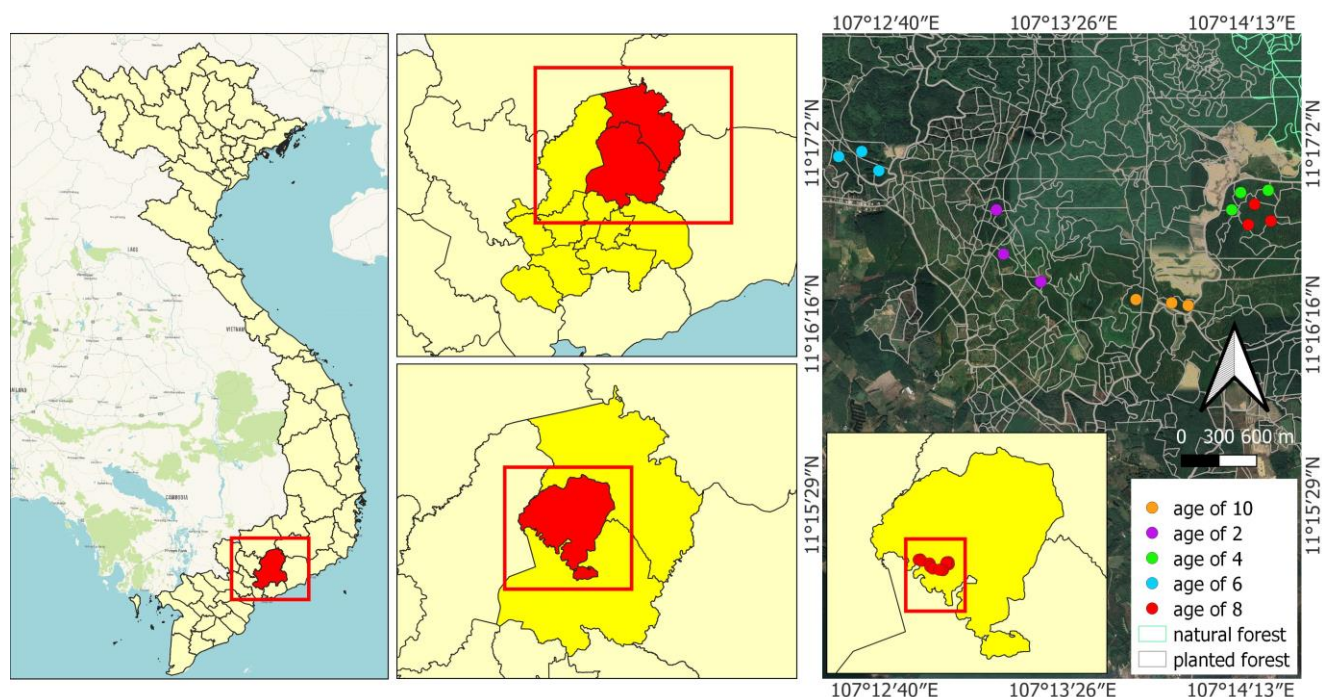 107°12′40″E 107°13′26″E 107°14′13″E
11°17′2″N
11°17′2″N
11°16′16″N
11°16′16″N
11°15′29″N
11°15′29″N
LAOS
VIETNAM
CAMBODIA
0 300 600 m
age of 10
age of 2
age of 4
age of 6
age of 8
natural forest
planted forest
107°12′40″E 107°13′26″E 107°14′13″E